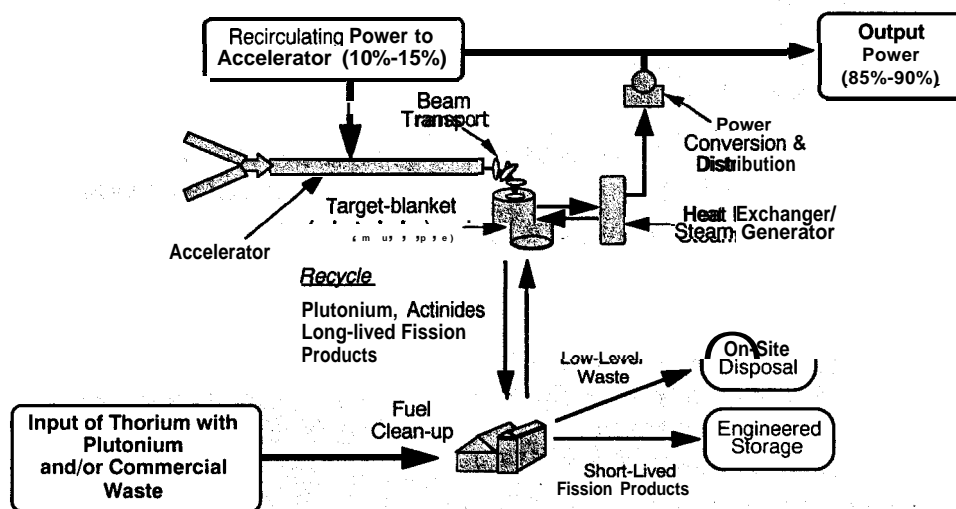 Recirculating Power to
Accelerator (10%-15%)
Output
Power
(85%-90%)
Beam
Transport
Power
Conversion &
Distribution
Target-blanket
Accelerator
Heat Exchanger/
Steam Generator
Recycle
Plutonium, Actinides
Long-lived Fission
Products
Low-Level
Waste
On-Site
Disposal
Input of Thorium with
Plutonium
and/or Commercial
Waste
Fuel
Clean-up
Engineered
Storage
Short-Lived
Fission Products